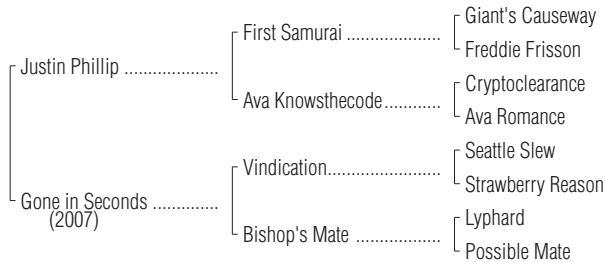 Giant's Causeway
First Samurai ...................
Freddie Frisson
Justin Phillip ....................
Cryptoclearance
Ava Knowsthecode............
Ava Romance
Seattle Slew
Vindication.......................
Strawberry Reason
Gone in Seconds ..............
(2007)
Lyphard
Bishop's Mate ..................
Possible Mate